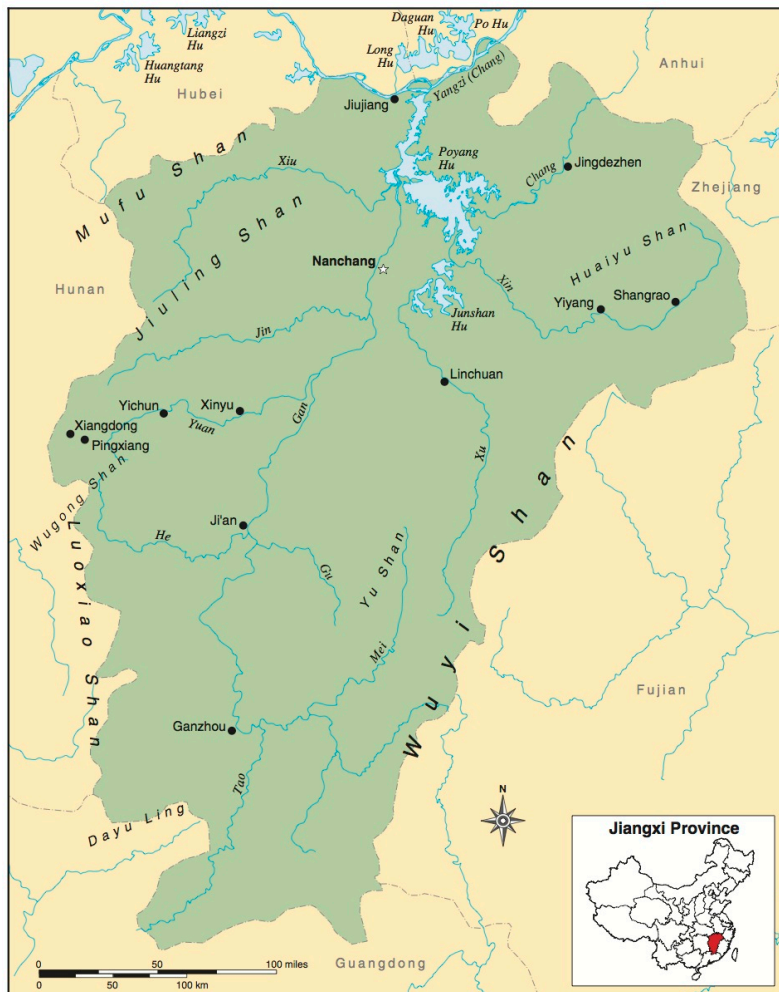 Liangzi
Hu
Huangtang
Hu
Daguan
Hu
Po Hu
Long
Hu
Yangzi (Chang)
Anhui
Hubei
Jiujiang
Mufu Shan
Xiu
Poyang
Hu
Chang
Jingdezhen
Zhejiang
Jiuling Shan
Nanchang
Huaiyu Shan
Hunan
Xin
Yiyang
Shangrao
Junshan
Hu
Jin
Linchuan
Yichun
Xinyu
Gan
Yuan
Xiangdong
Pingxiang
Xu
Wugong Shan
Ji'an
He
Gu
Yu Shan
Wuyi Shan
Luoxiao Shan
Mei
Fujian
Ganzhou
Tao
Dayu Ling
N
Jiangxi Province
0 50 100 miles
0 50 100 km
Guangdong